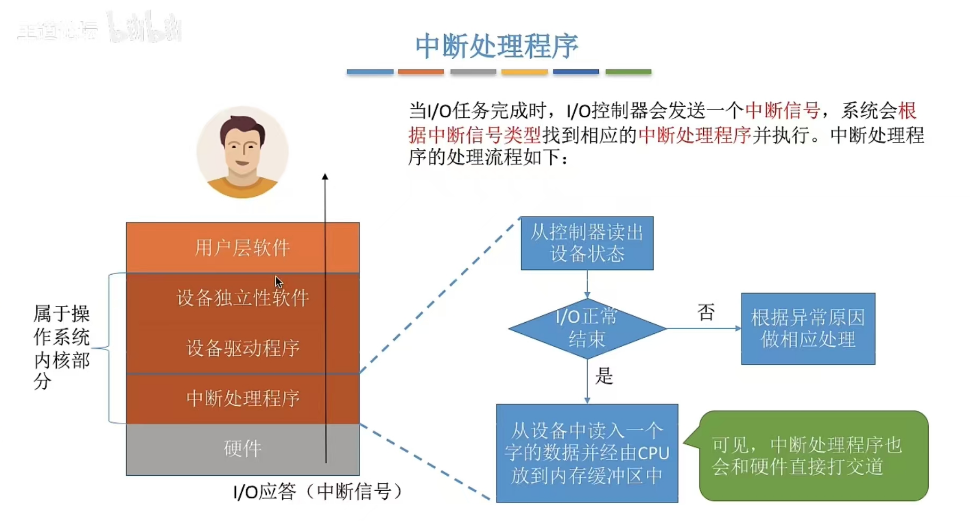 中断处理程序
当I/O任务完成时，I/O控制器会发送一个中断信号，系统会根
据中断信号类型找到相应的中断处理程序并执行。中断处理程
序的处理流程如下：
用户层软件
设备独立性软件
设备驱动程序
中断处理程序
硬件
属于操
作系统
内核部
分
I/O应答（中断信号）
从控制器读出
设备状态
I/O正常
结束
否
根据异常原因
做相应处理
是
从设备中读入一个
字的数据并经由CPU
放到内存缓冲区中
可见，中断处理程序也
会和硬件直接打交道